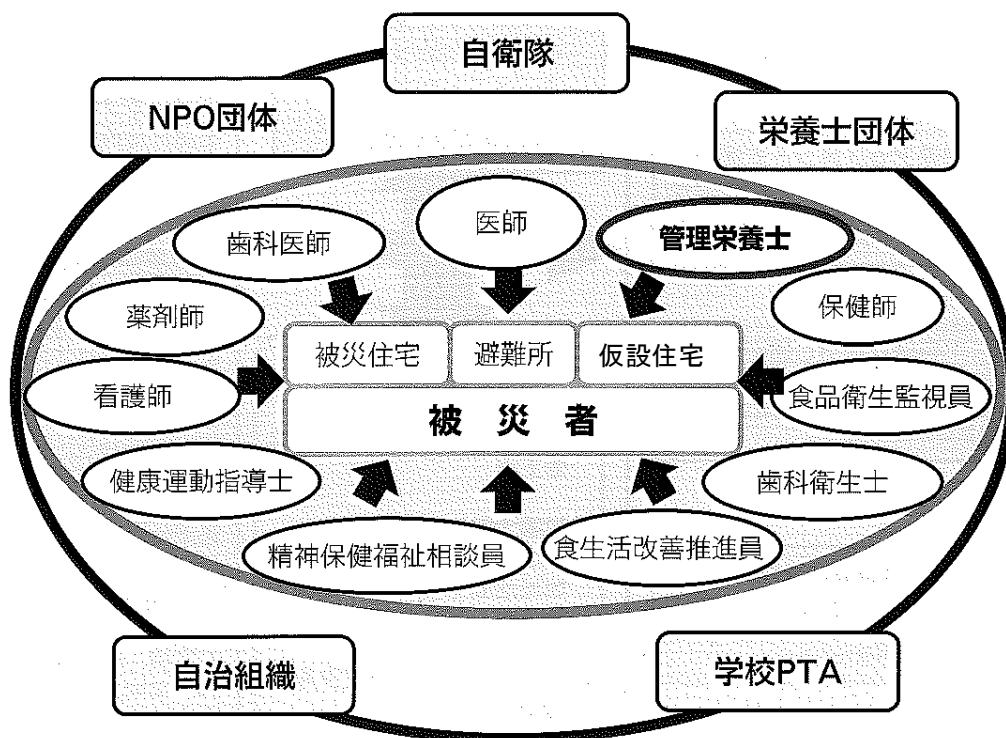 自衛隊
NPO団体
栄養士団体
医師
管理栄養士
歯科医師
保健師
薬剤師
被災住宅
避難所
仮設住宅
看護師
食品衛生監視員
被災者
健康運動指導士
歯科衛生士
精神保健福祉相談員
食生活改善推進員
自治組織
学校PTA